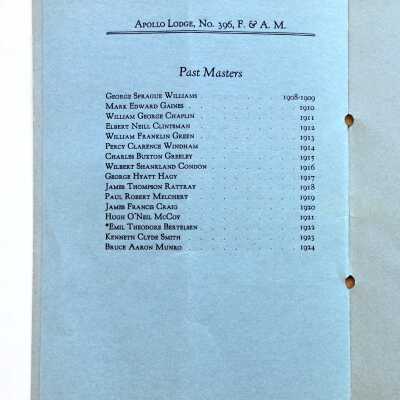 Apollo Lodge, No. 396, F. & A. M.
Past Masters
George Sprague Williams . . . . . . 1908-1909
Mark Edward Gaines . . . . . . . 1910
William George Chaplin . . . . . . 1911
Elbert Neill Clintsman . . . . . . 1912
William Franklin Green . . . . . . 1913
Percy Clarence Windham . . . . . . 1914
Charles Buxton Greeley . . . . . . 1915
Wilbert Shankland Condon . . . . . 1916
George Hyatt Hagy . . . . . . . 1917
James Thompson Rattray . . . . . . 1918
Paul Robert Melchert . . . . . . 1919
James Francis Craig . . . . . . . 1920
Hugh O'Neil McCoy . . . . . . . 1921
*Emil Theodore Bertelsen . . . . . 1922
Kenneth Clyde Smith . . . . . . 1923
Bruce Aaron Munro . . . . . . . 1924